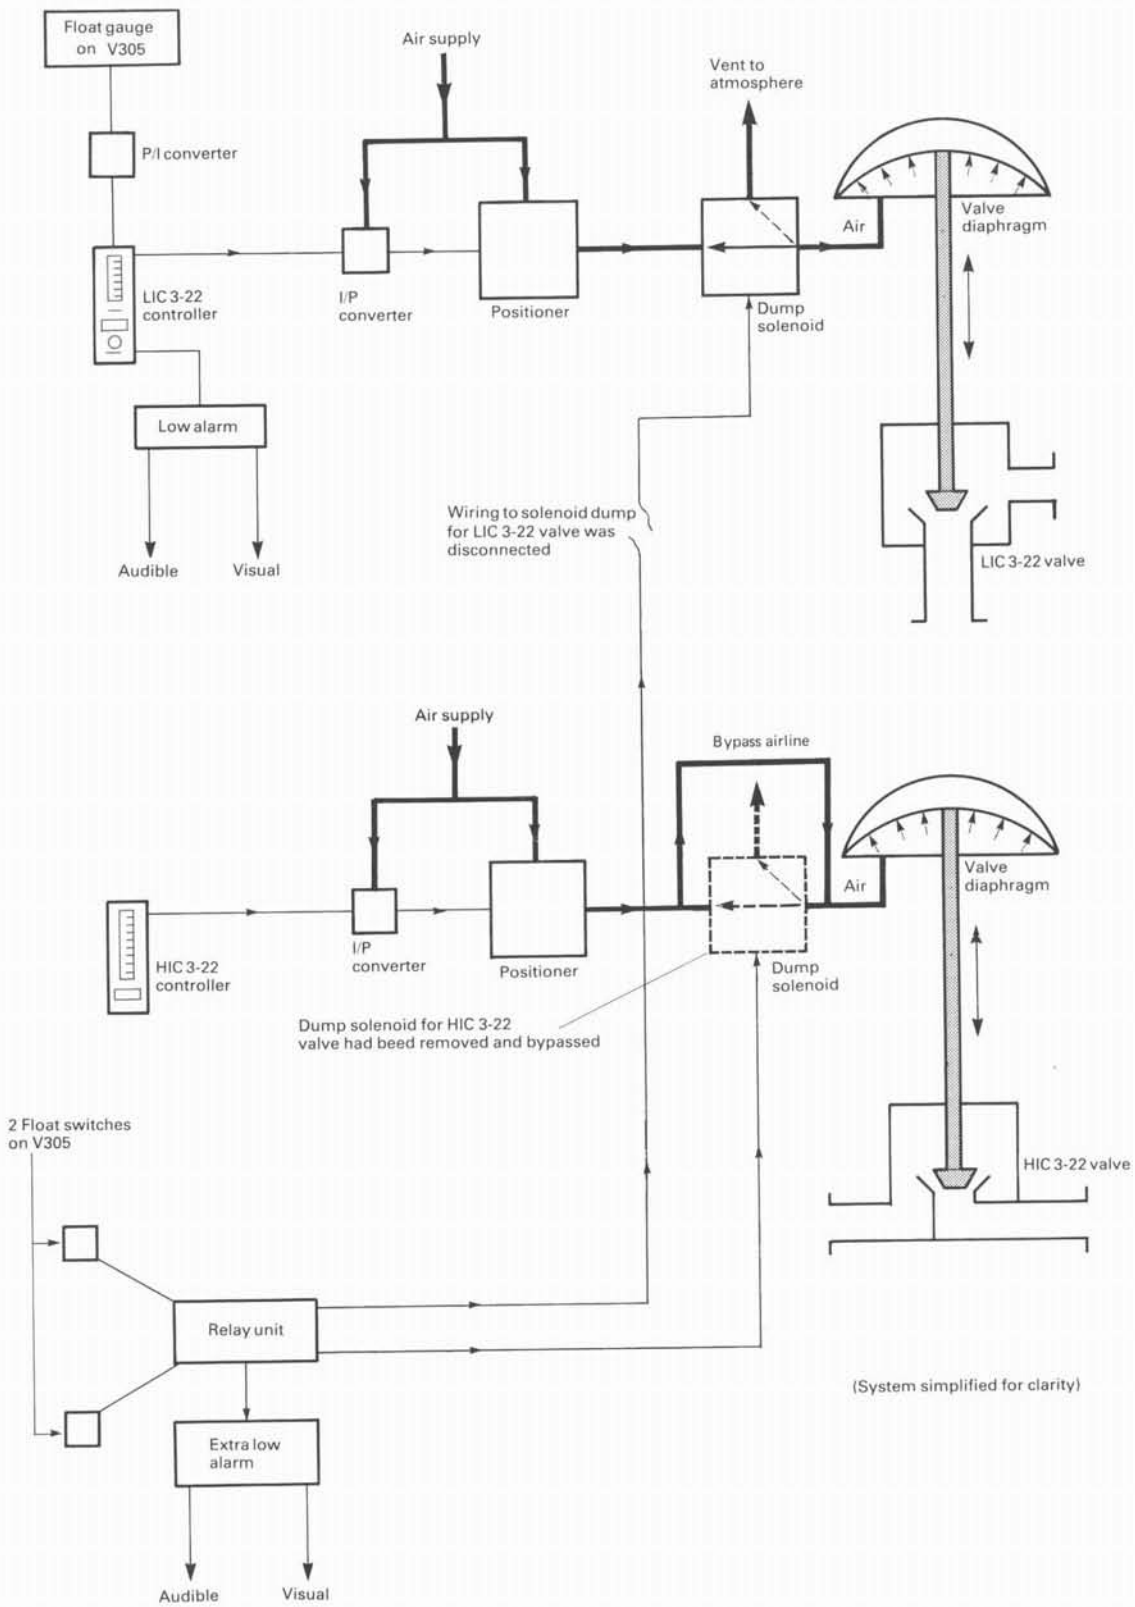 Float gauge
on V305
Air supply
Vent to
atmosphere
P/I converter
Air
Valve
diaphragm
LIC 3-22
controller
I/P
converter
Positioner
Dump
solenoid
Low alarm
Wiring to solenoid dump
for LIC 3-22 valve was
disconnected
Audible
Visual
LIC 3-22 valve
Air supply
Bypass airline
Air
Valve
diaphragm
HIC 3-22
controller
I/P
converter
Positioner
Dump
solenoid
Dump solenoid for HIC 3-22
valve had beed removed and bypassed
2 Float switches
on V305
HIC 3-22 valve
Relay unit
(System simplified for clarity)
Extra low
alarm
Audible
Visual